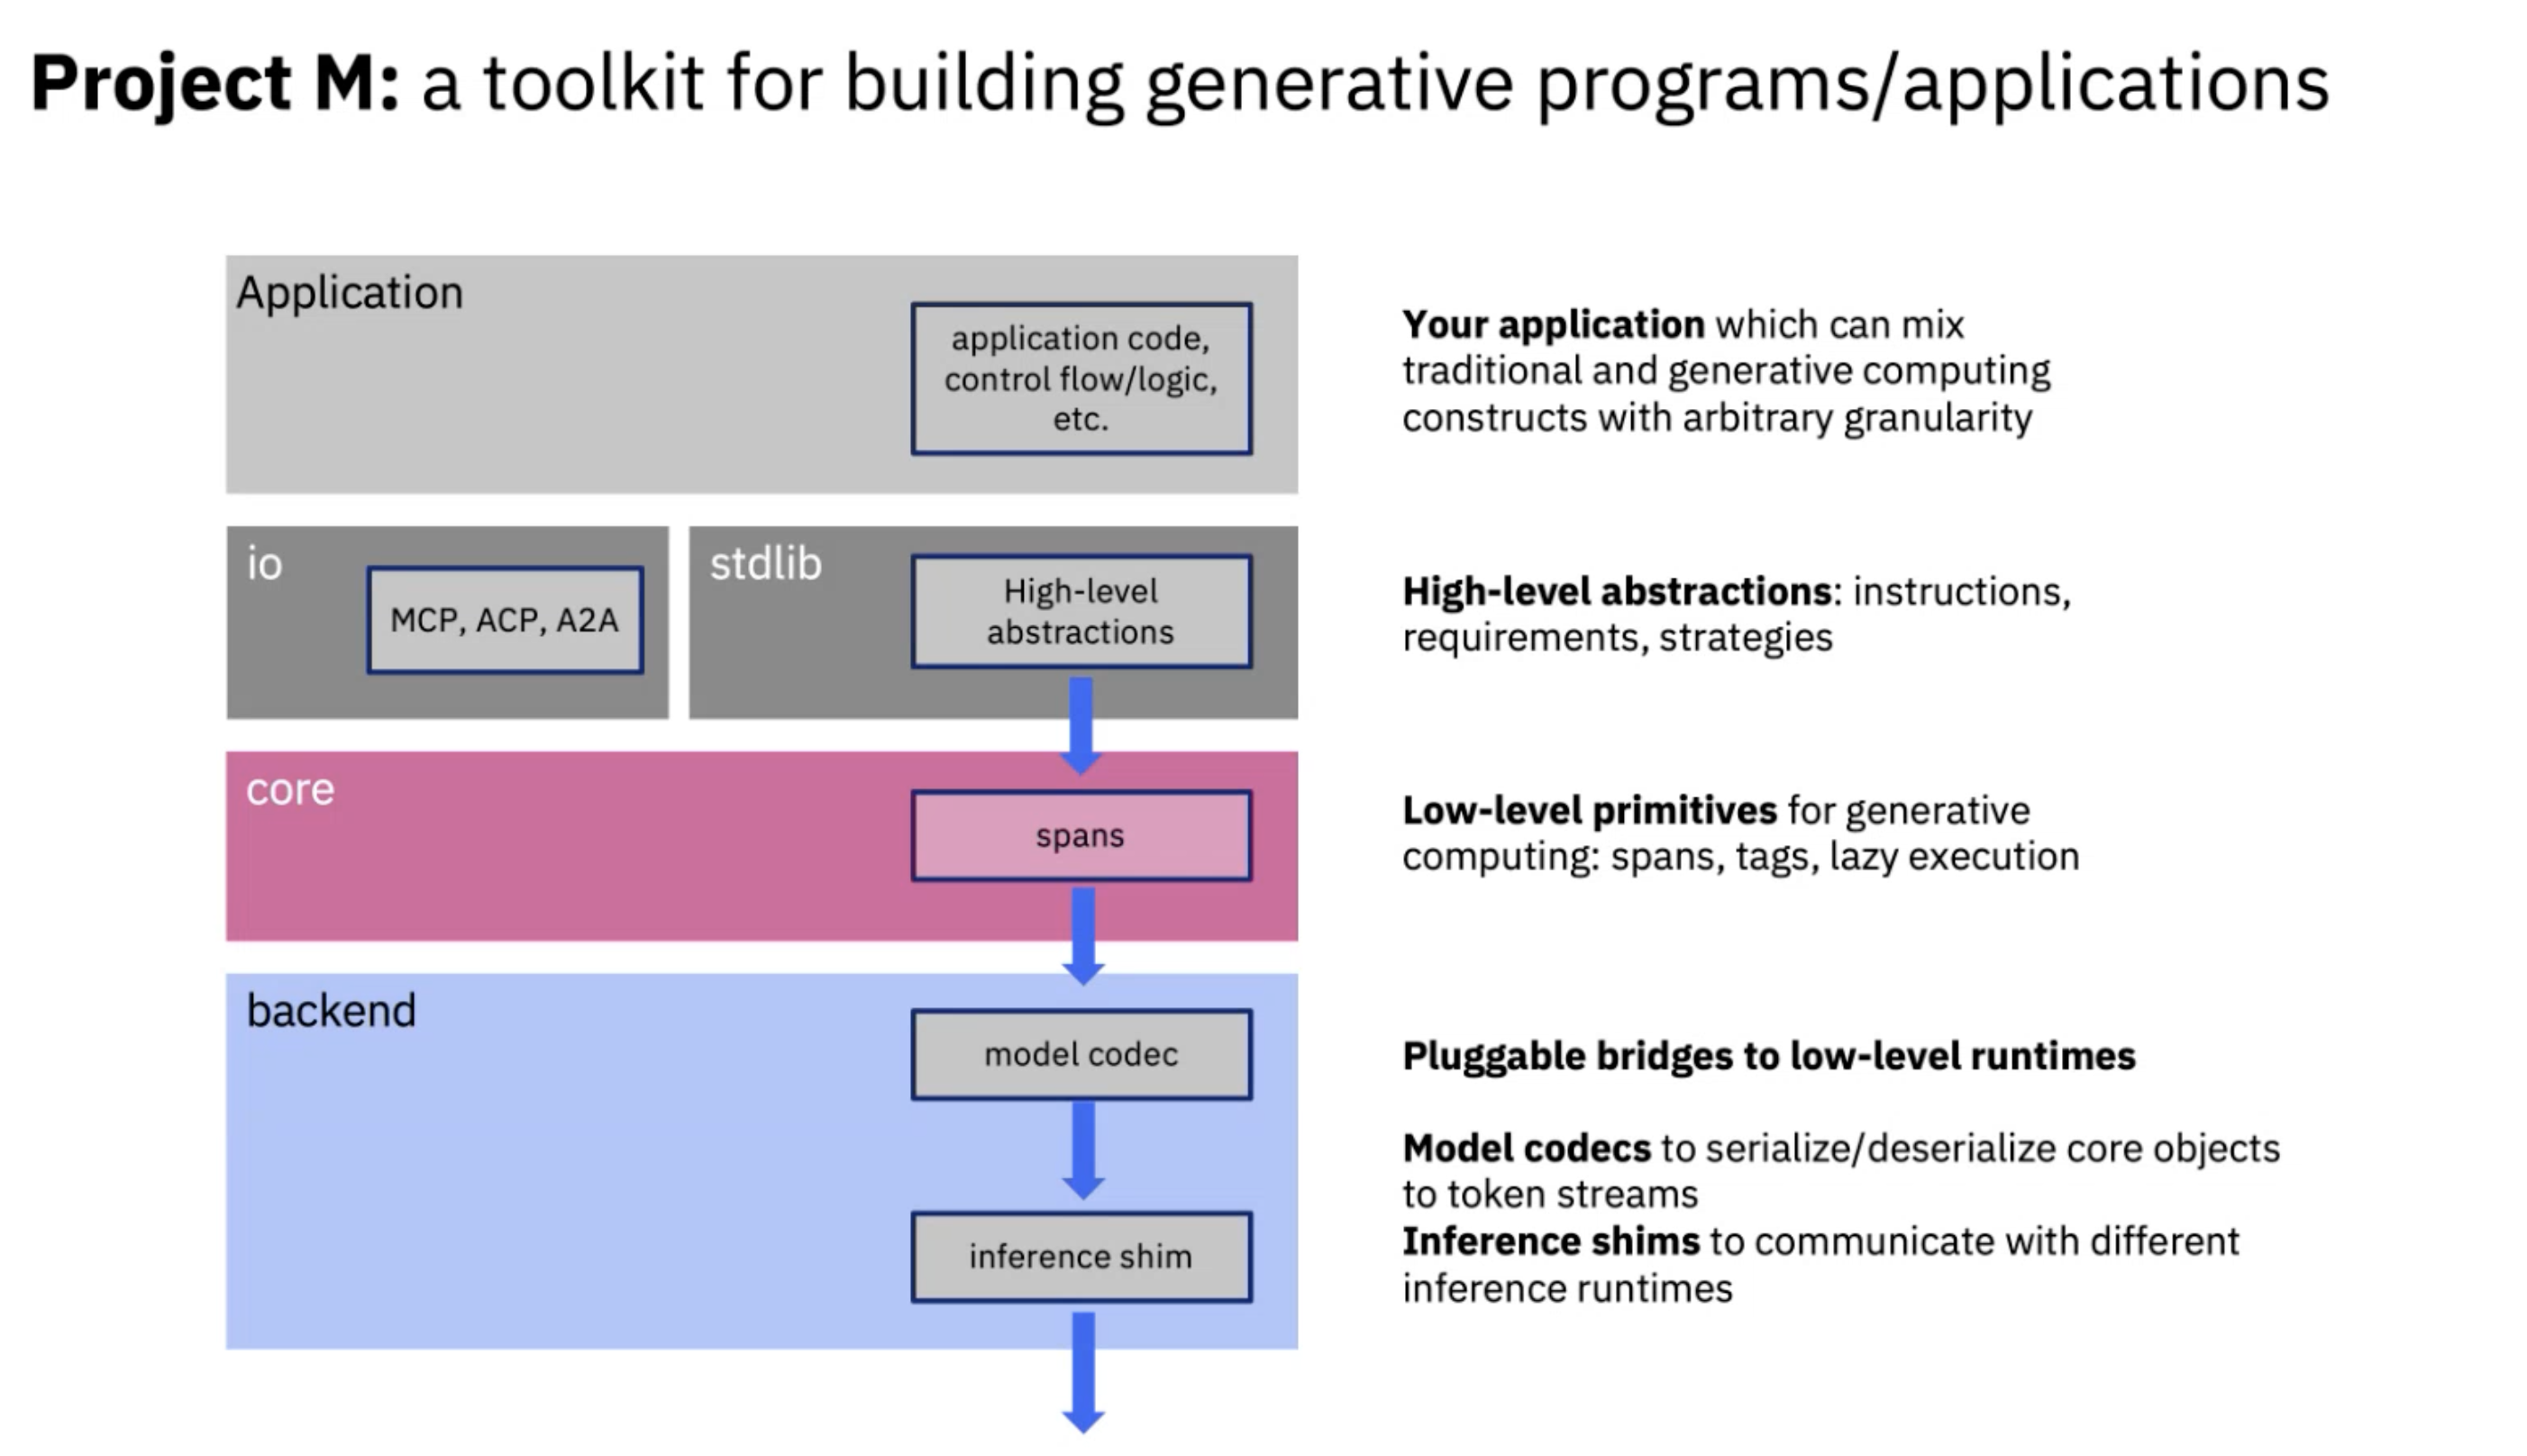 Project M: a toolkit for building generative programs/applications
Application
application code,
control flow/logic,
etc.
Your application which can mix
traditional and generative computing
constructs with arbitrary granularity
io
MCP, ACP, A2A
stdlib
High-level
abstractions
High-level abstractions: instructions,
requirements, strategies
core
spans
Low-level primitives for generative
computing: spans, tags, lazy execution
backend
model codec
inference shim
Pluggable bridges to low-level runtimes
Model codecs to serialize/deserialize core objects
to token streams
Inference shims to communicate with different
inference runtimes